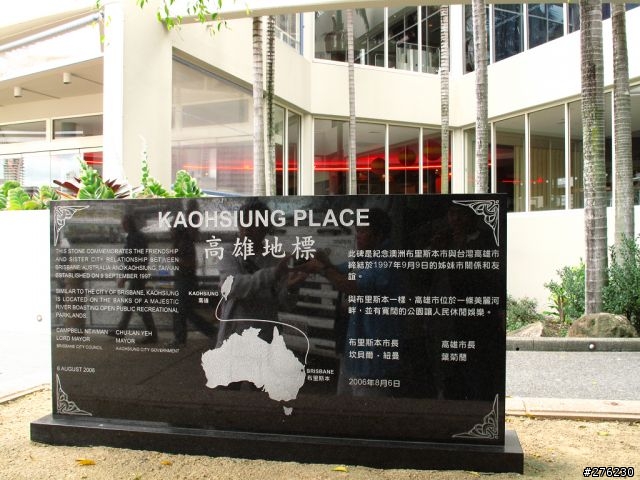 KAOHSIUNG PLACE
高雄地標
THIS STONE COMMEMORATES THE FRIENDSHIP
AND SISTER CITY RELATIONSHIP BETWEEN
BRISBANE AUSTRALIA AND KAOHSIUNG, TAIWAN
ESTABLISHED ON 9 SEPTEMBER 1997.
SIMILAR TO THE CITY OF BRISBANE, KAOHSIUNG
IS LOCATED ON THE BANKS OF A MAJESTIC
RIVER BOASTING OPEN PUBLIC RECREATIONAL
PARKLANDS.
CAMPBELL NEWMAN
LORD MAYOR
BRISBANE CITY COUNCIL
CHU-LAN YEH
MAYOR
KAOHSIUNG CITY GOVERNMENT
6 AUGUST 2006
KAOHSIUNG
高雄
BRISBANE
布里斯本
此碑是紀念澳洲布里斯本市與台灣高雄市
締結於1997年9月9日的姊妹市關係和友
誼。
與布里斯本一樣，高雄市位於一條美麗河
畔，並有寬闊的公園讓人民休閒娛樂。
布里斯本市長
坎貝爾·紐曼
高雄市長
葉菊蘭
2006年8月6日
#276230